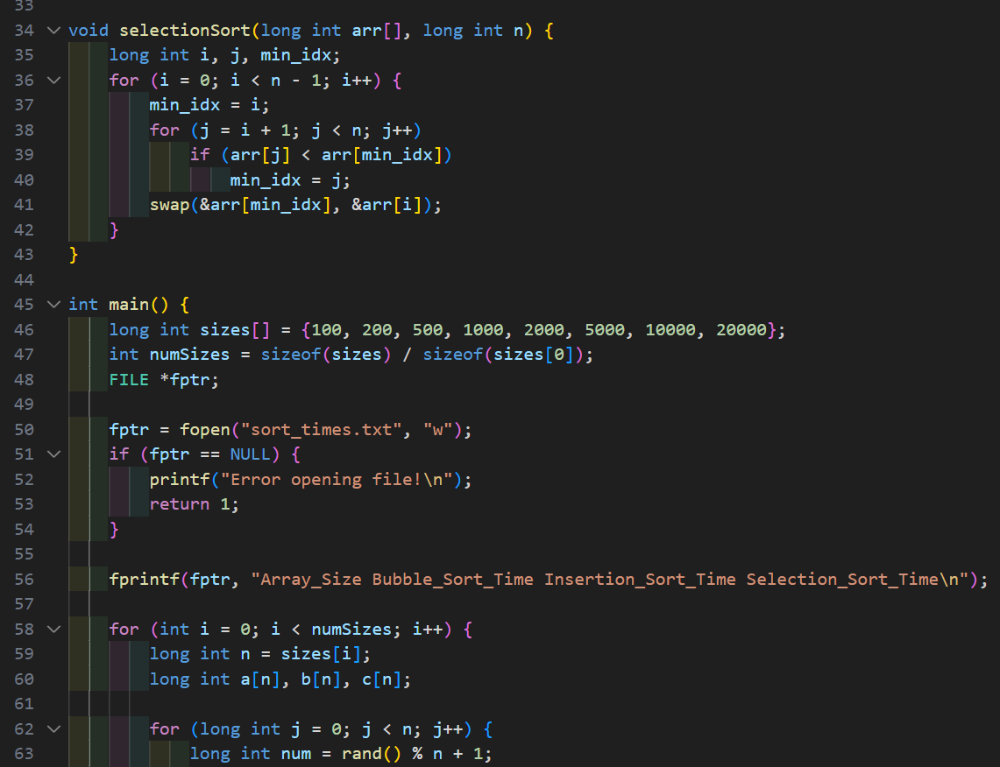 33
34 void selectionSort(long int arr[], long int n) {
35     long int i, j, min_idx;
36     for (i = 0; i < n - 1; i++) {
37         min_idx = i;
38         for (j = i + 1; j < n; j++)
39             if (arr[j] < arr[min_idx])
40                 min_idx = j;
41         swap(&arr[min_idx], &arr[i]);
42     }
43 }
44
45 int main() {
46     long int sizes[] = {100, 200, 500, 1000, 2000, 5000, 10000, 20000};
47     int numSizes = sizeof(sizes) / sizeof(sizes[0]);
48     FILE *fptr;
49
50     fptr = fopen("sort_times.txt", "w");
51     if (fptr == NULL) {
52         printf("Error opening file!\n");
53         return 1;
54     }
55
56     fprintf(fptr, "Array_Size Bubble_Sort_Time Insertion_Sort_Time Selection_Sort_Time\n");
57
58     for (int i = 0; i < numSizes; i++) {
59         long int n = sizes[i];
60         long int a[n], b[n], c[n];
61
62         for (long int j = 0; j < n; j++) {
63             long int num = rand() % n + 1;